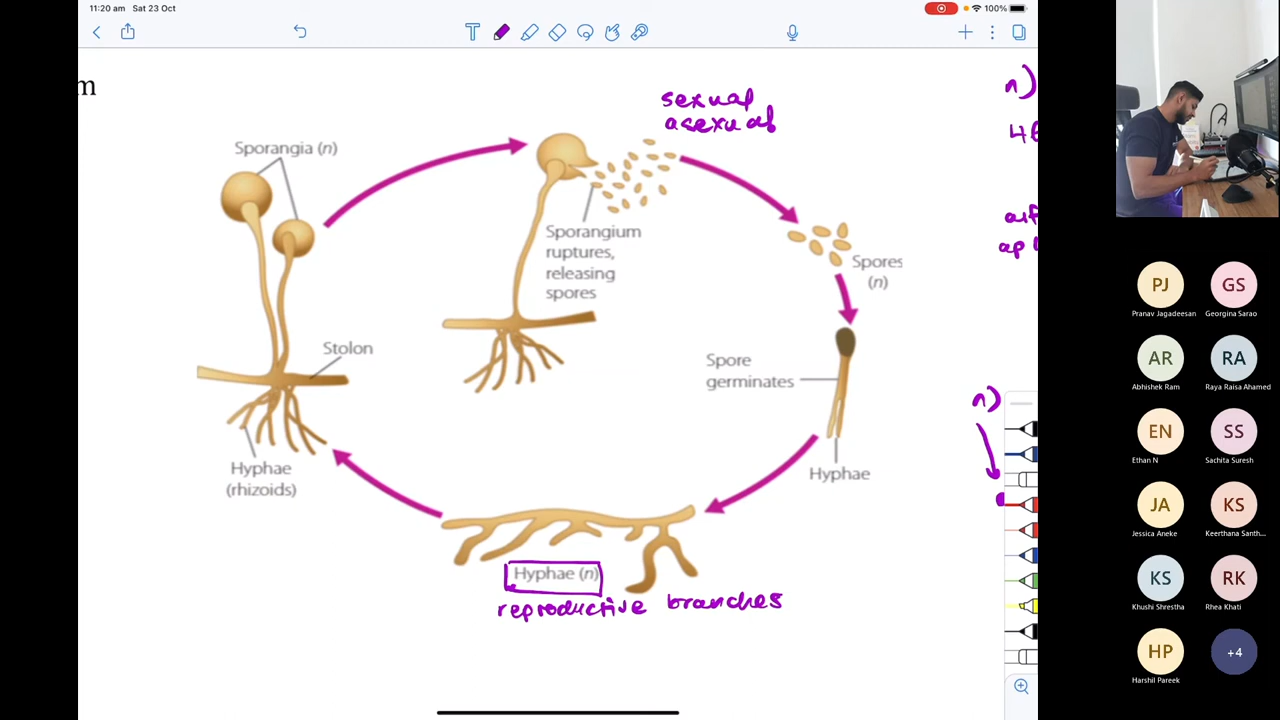 11:20 am Sat 23 Oct
100%
m
sexual
asexual
n)
Sporangia (n)
Sporangium
ruptures,
releasing
spores
Spores
(n)
Stolon
Spore
germinates
n)
Hyphae
(rhizoids)
Hyphae
Hyphae (n)
reproductive branches
PJ
GS
Pranav Jagadeesan
Georgina Sarao
AR
RA
Abhishek Ram
Raya Raisa Ahamed
EN
SS
Ethan N
Sachita Suresh
JA
KS
Jessica Aneke
Keerthana Santh...
KS
RK
Khushi Shrestha
Rhea Khati
HP
+4
Harshil Pareek